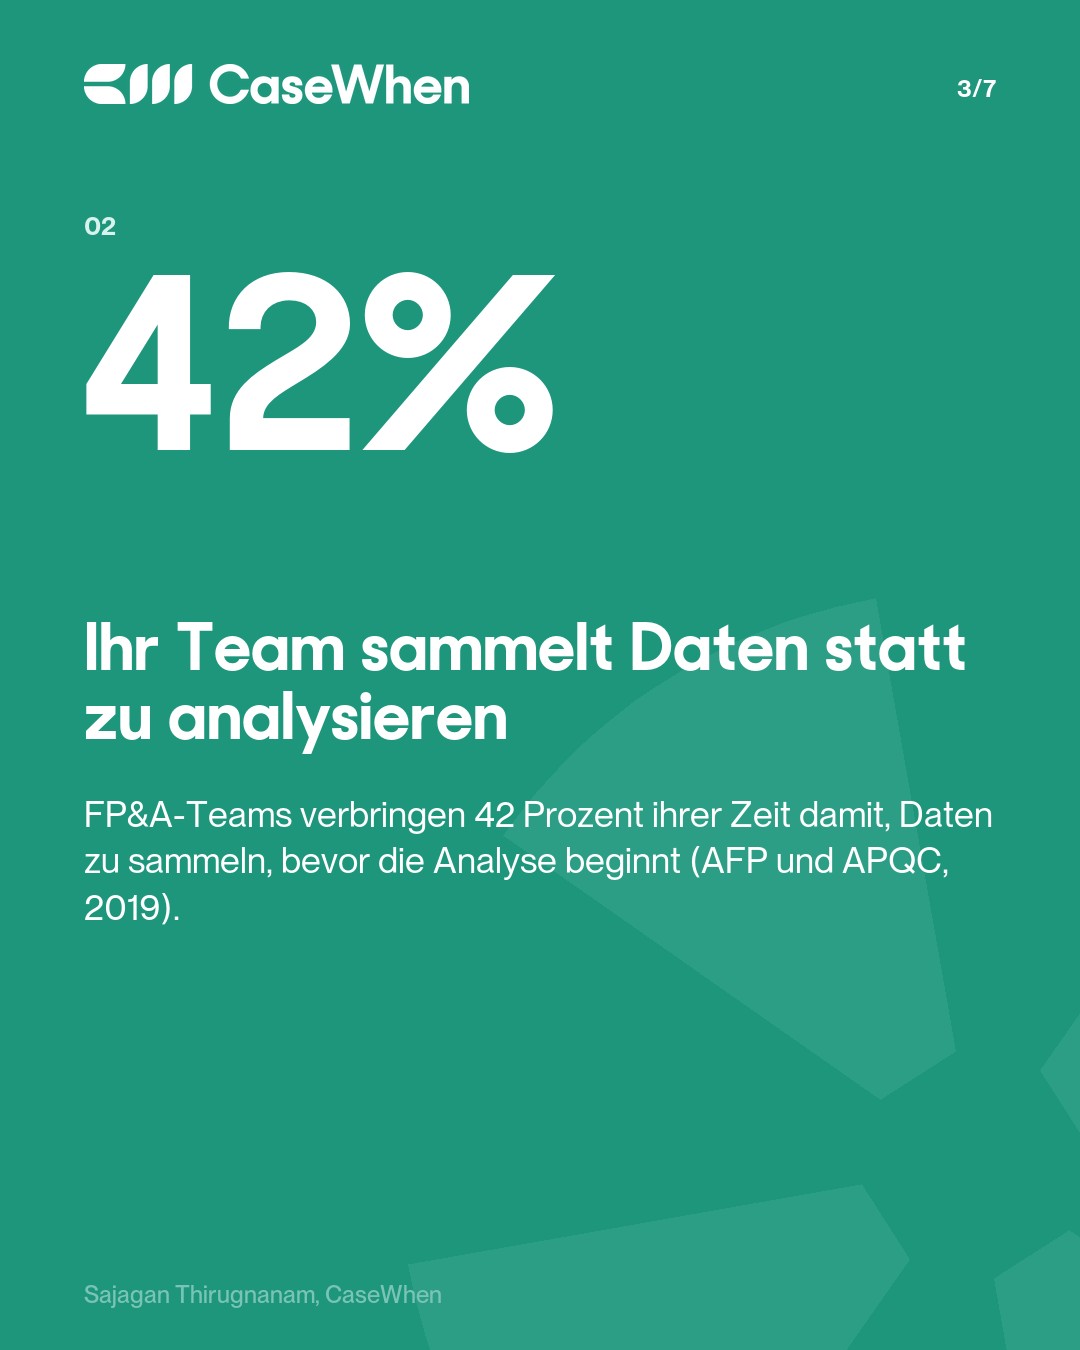 CaseWhen
3/7
02
42%
Ihr Team sammelt Daten statt
zu analysieren
FP&A-Teams verbringen 42 Prozent ihrer Zeit damit, Daten
zu sammeln, bevor die Analyse beginnt (AFP und APQC,
2019).
Sajagan Thirugnanam, CaseWhen